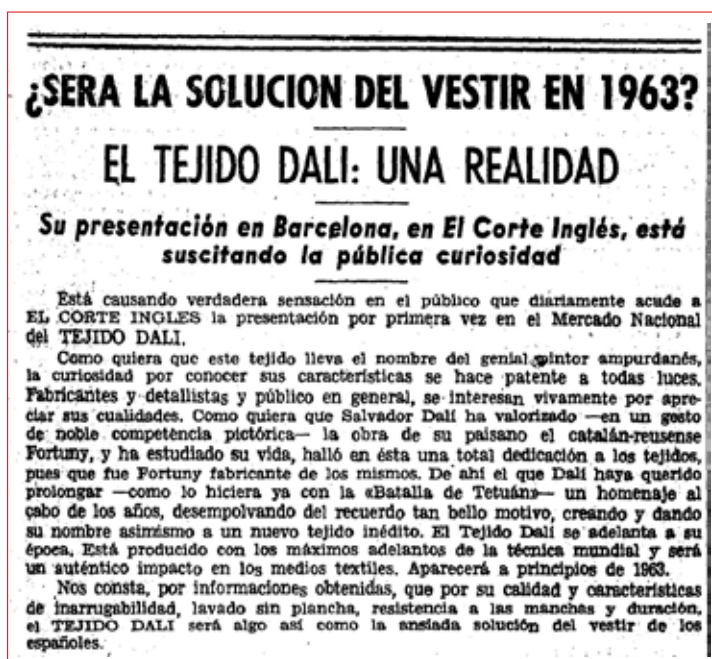 ¿SERA LA SOLUCION DEL VESTIR EN 1963?
EL TEJIDO DALI: UNA REALIDAD
Su presentación en Barcelona, en El Corte Inglés, está
suscitando la pública curiosidad
Está causando verdadera sensación en el público que diariamente acude a
EL CORTE INGLES la presentación por primera vez en el Mercado Nacional
del TEJIDO DALI.
Como quiera que este tejido lleva el nombre del genial pintor ampurdanés,
la curiosidad por conocer sus características se hace patente a todas luces.
Fabricantes y detallistas y público en general, se interesan vivamente por apre-
ciar sus cualidades. Como quiera que Salvador Dalí ha valorizado —en un gesto
de noble competencia pictórica— la obra de su paisano el catalán-reusense
Fortuny, y ha estudiado su vida, halló en ésta una total dedicación a los tejidos,
pues que fue Fortuny fabricante de los mismos. De ahí el que Dalí haya querido
prolongar —como lo hiciera ya con la «Batalla de Tetuán»— un homenaje al
cabo de los años, desempolvando del recuerdo tan bello motivo, creando y dando
su nombre asimismo a un nuevo tejido inédito. El Tejido Dalí se adelanta a su
época. Está producido con los máximos adelantos de la técnica mundial y será
un auténtico impacto en los medios textiles. Aparecerá a principios de 1963.
Nos consta, por informaciones obtenidas, que por su calidad y características
de inarrugabilidad, lavado sin plancha, resistencia a las manchas y duración,
el TEJIDO DALI será algo así como la ansiada solución del vestir de los
españoles.